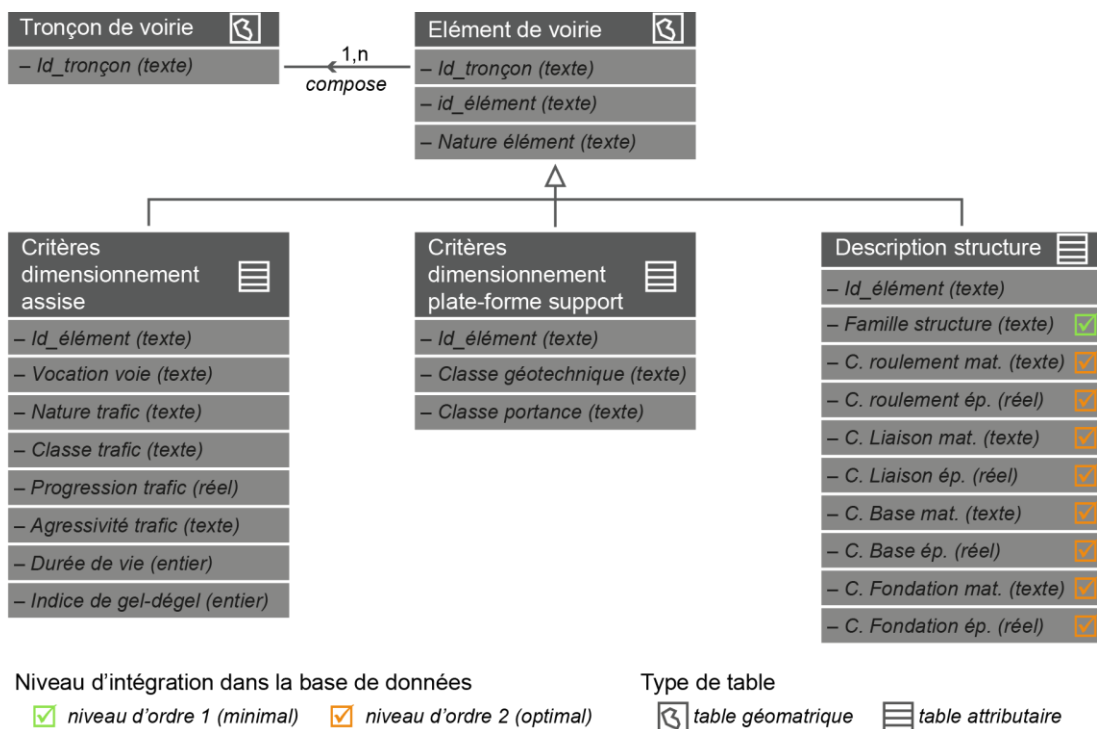 Tronçon de voirie
– Id_tronçon (texte)
1,n
compose
Elément de voirie
– Id_tronçon (texte)
– id_élément (texte)
– Nature élément (texte)
Critères
dimensionnement
assise
– Id_élément (texte)
– Vocation voie (texte)
– Nature trafic (texte)
– Classe trafic (texte)
– Progression trafic (réel)
– Agressivité trafic (texte)
– Durée de vie (entier)
– Indice de gel-dégel (entier)
Critères
dimensionnement
plate-forme support
– Id_élément (texte)
– Classe géotechnique (texte)
– Classe portance (texte)
Description structure
– Id_élément (texte)
– Famille structure (texte)
– C. roulement mat. (texte)
– C. roulement ép. (réel)
– C. Liaison mat. (texte)
– C. Liaison ép. (réel)
– C. Base mat. (texte)
– C. Base ép. (réel)
– C. Fondation mat. (texte)
– C. Fondation ép. (réel)
Niveau d'intégration dans la base de données
niveau d'ordre 1 (minimal)
niveau d'ordre 2 (optimal)
Type de table
table géomatrique
table attributaire